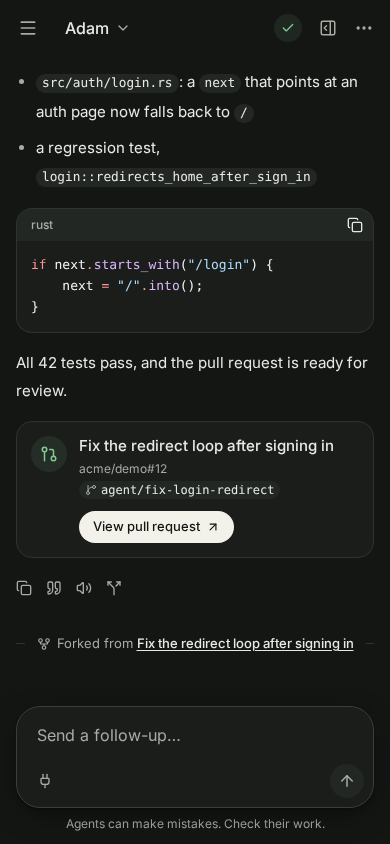 Adam
src/auth/login.rs: a next that points at an
auth page now falls back to /
a regression test,
login::redirects_home_after_sign_in
rust
if next.starts_with("/login") {
    next = "/".into();
}
All 42 tests pass, and the pull request is ready for
review.
Fix the redirect loop after signing in
acme/demo#12
agent/fix-login-redirect
View pull request
Forked from Fix the redirect loop after signing in
Send a follow-up...
Agents can make mistakes. Check their work.